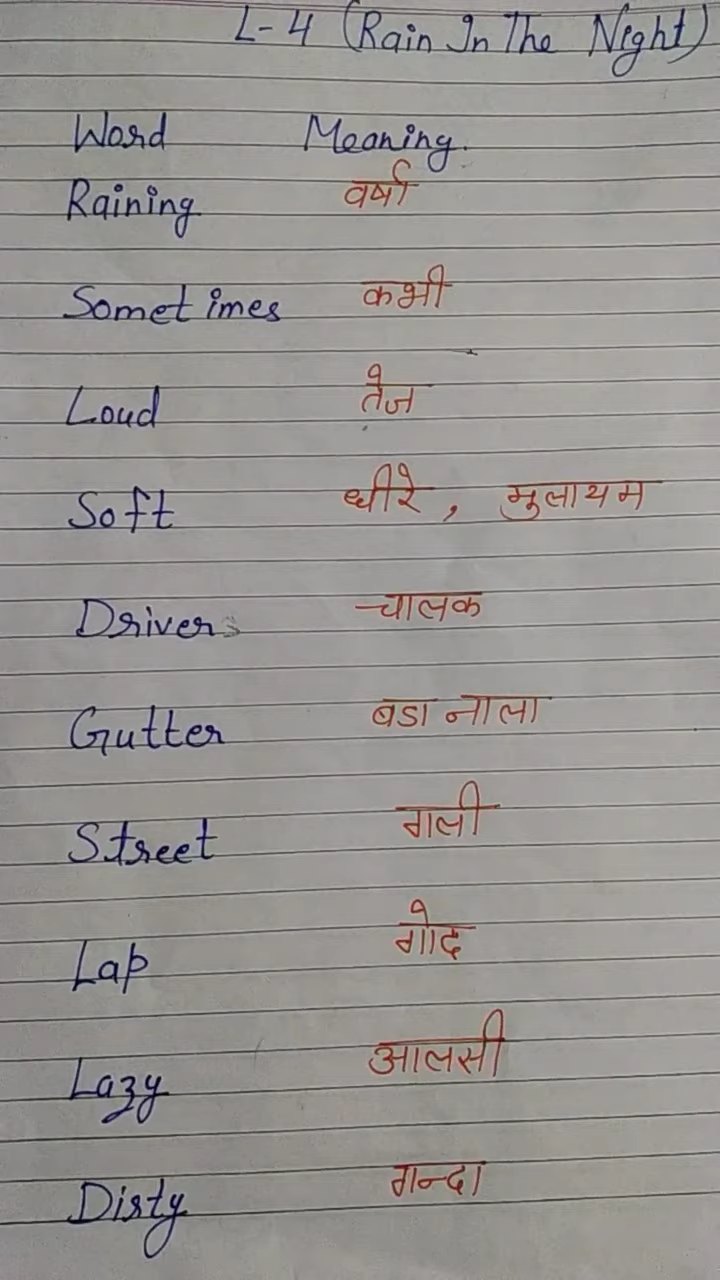 L-4 (Rain In The Night)
Word Meaning.
Raining वर्षा
Sometimes कभी
Loud तेज
Soft धीरे, मुलायम
Driver चालक
Gutter बडा नाला
Street गली
Lap गोद
Lazy आलसी
Dirty गन्दा